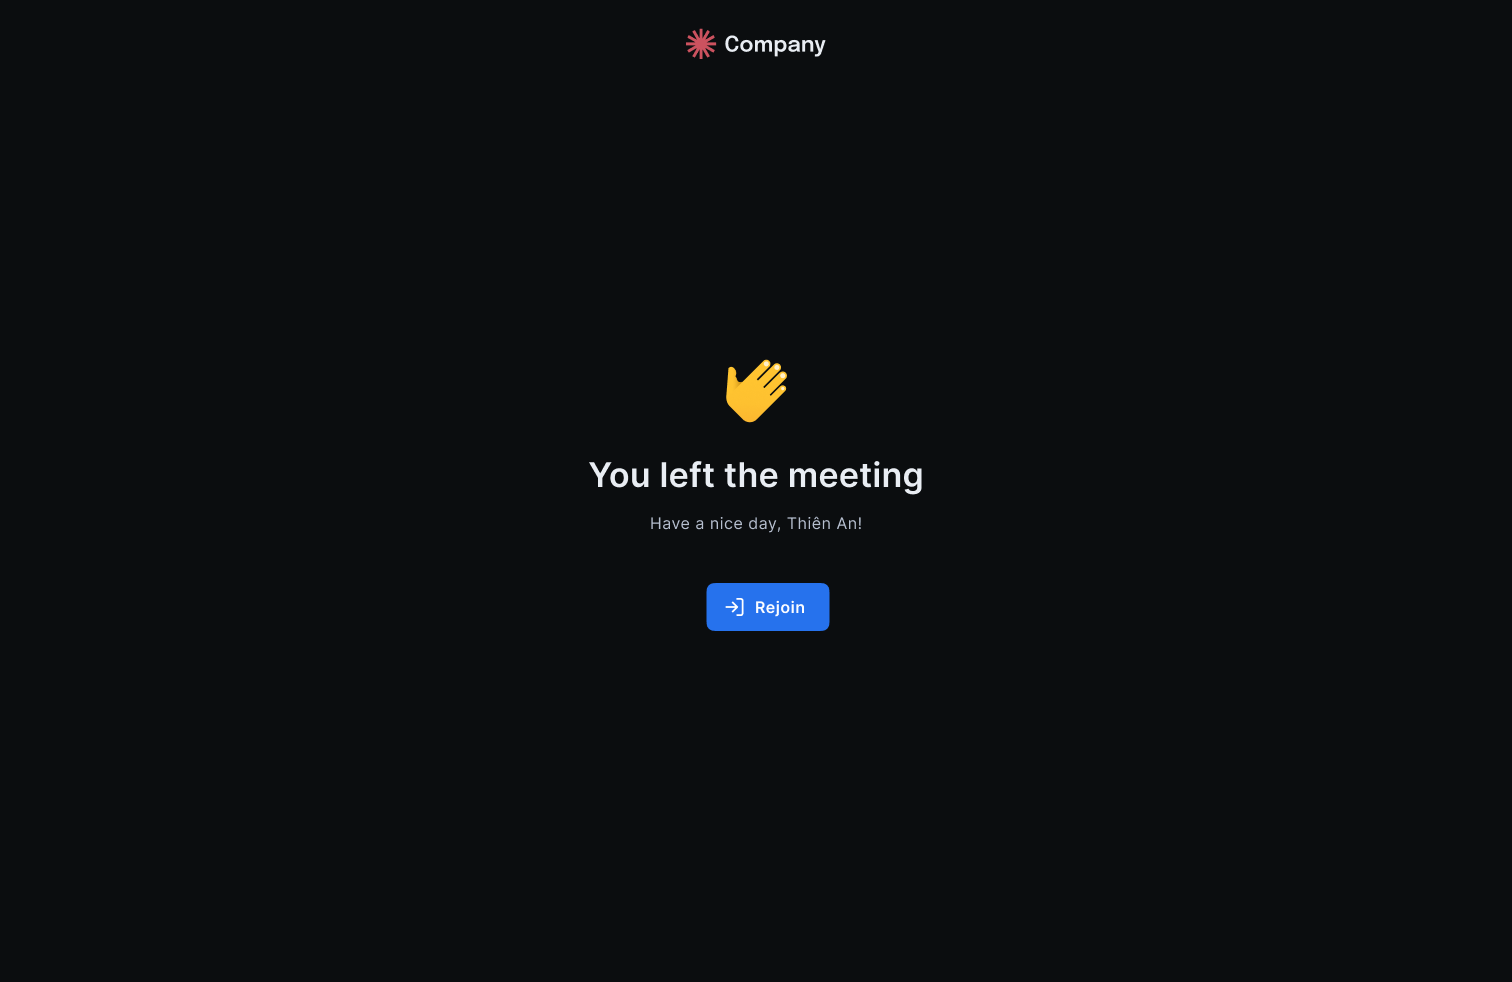 Company
You left the meeting
Have a nice day, Thiên An!
Rejoin